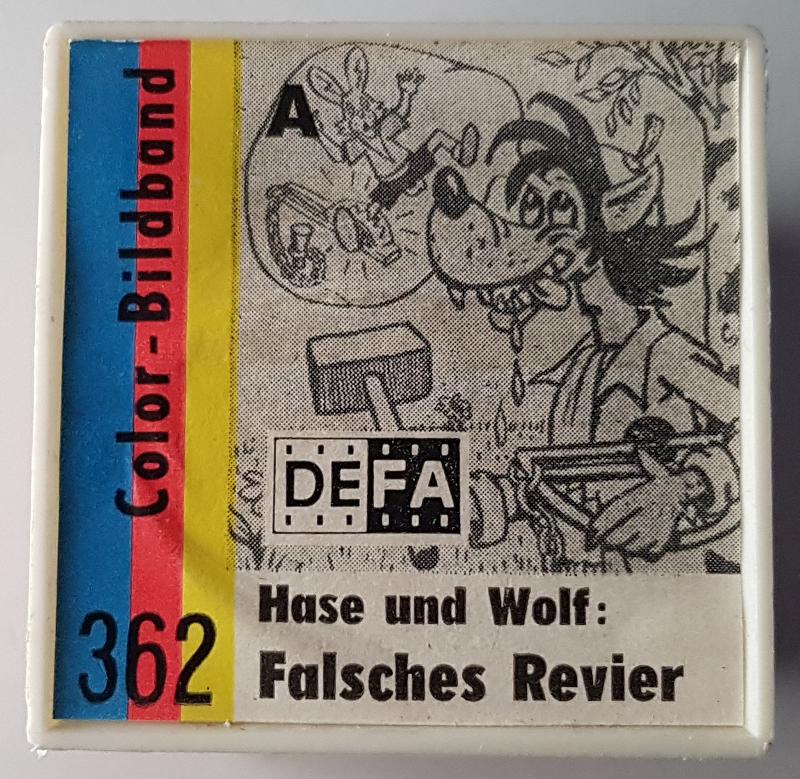 Color-Bildband
A
DEFA
362
Hase und Wolf:
Falsches Revier